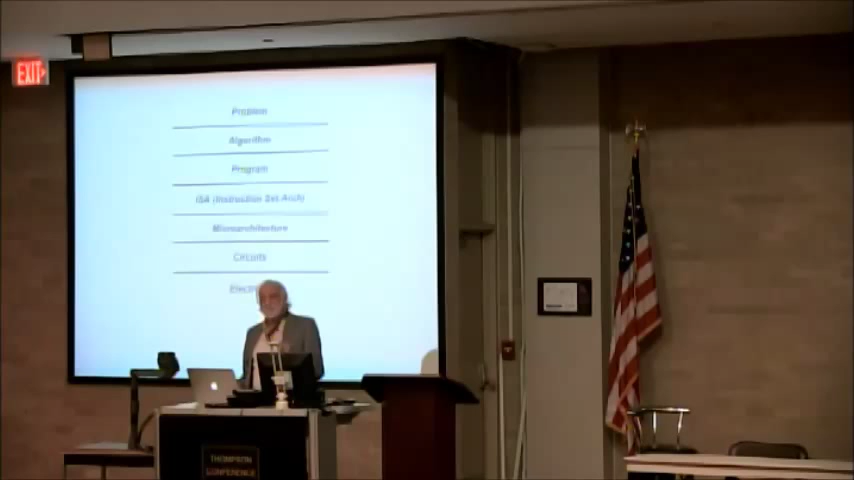 EXIT
Problem
Algorithm
Program
ISA (Instruction Set Arch)
Microarchitecture
Circuits
THOMPSON
CONFERENCE